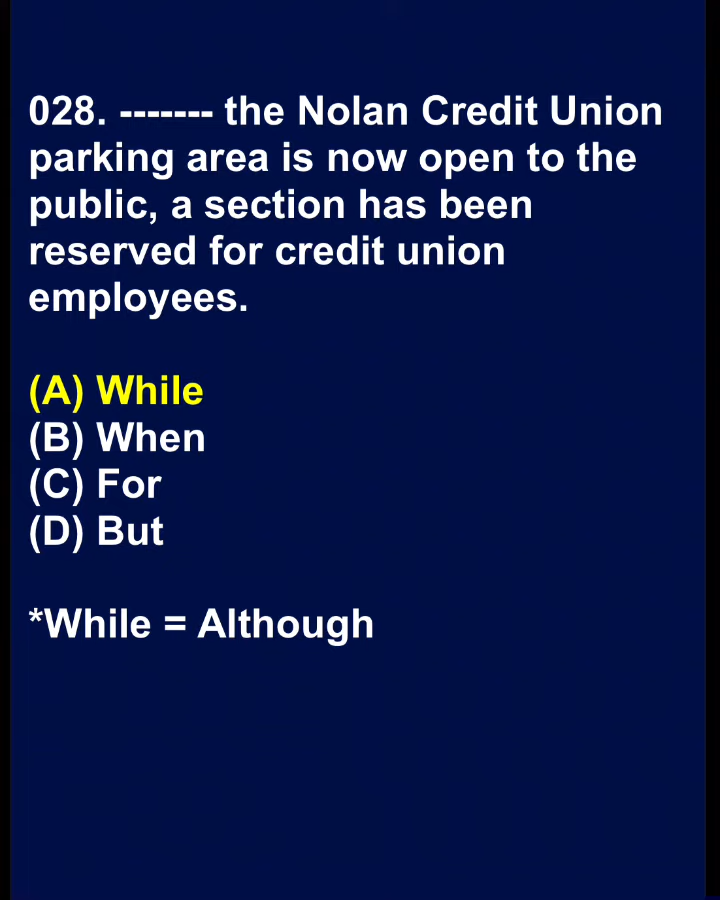 028. ------- the Nolan Credit Union
parking area is now open to the
public, a section has been
reserved for credit union
employees.
(A) While
(B) When
(C) For
(D) But
*While = Although